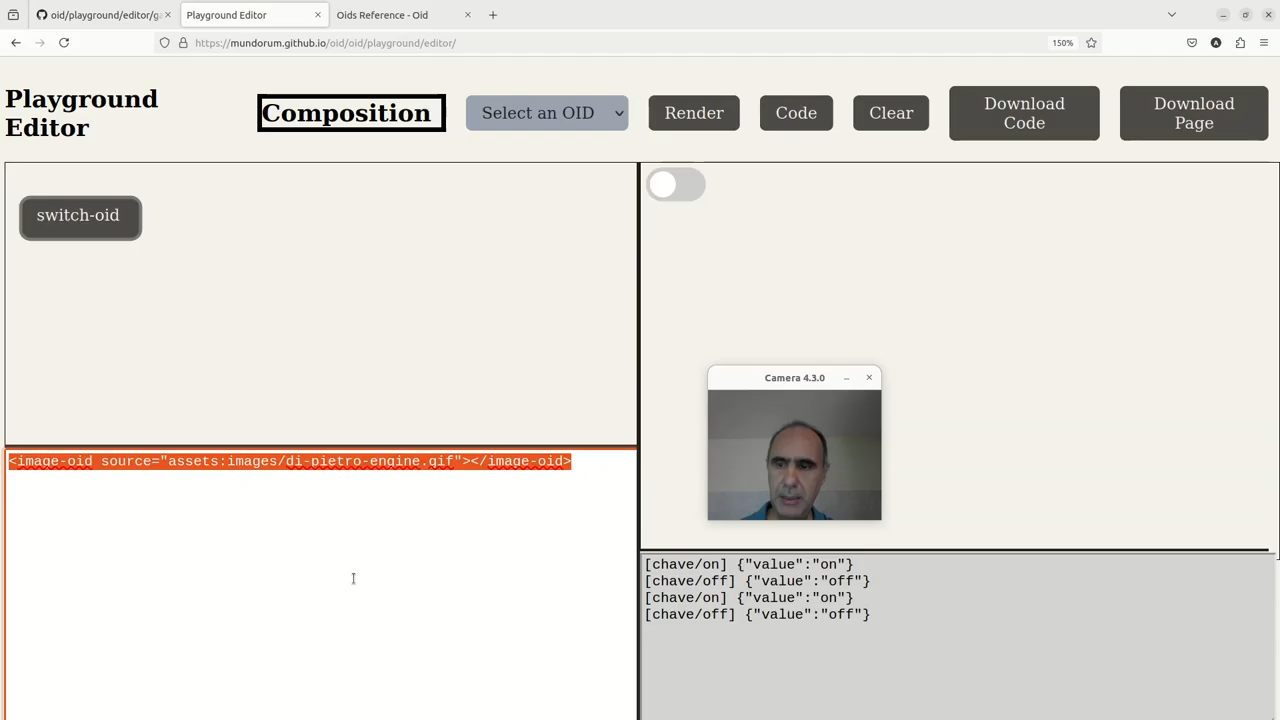 oid/playground/editor/ga
Playground Editor
Oids Reference - Oid
https://mundorum.github.io/oid/oid/playground/editor/
150%
A
Playground
Editor
Composition
Select an OID
Render
Code
Clear
Download
Code
Download
Page
switch-oid
<image-oid source="assets:images/di-pietro-engine.gif"></image-oid>
Camera 4.3.0
[chave/on] {"value":"on"}
[chave/off] {"value":"off"}
[chave/on] {"value":"on"}
[chave/off] {"value":"off"}